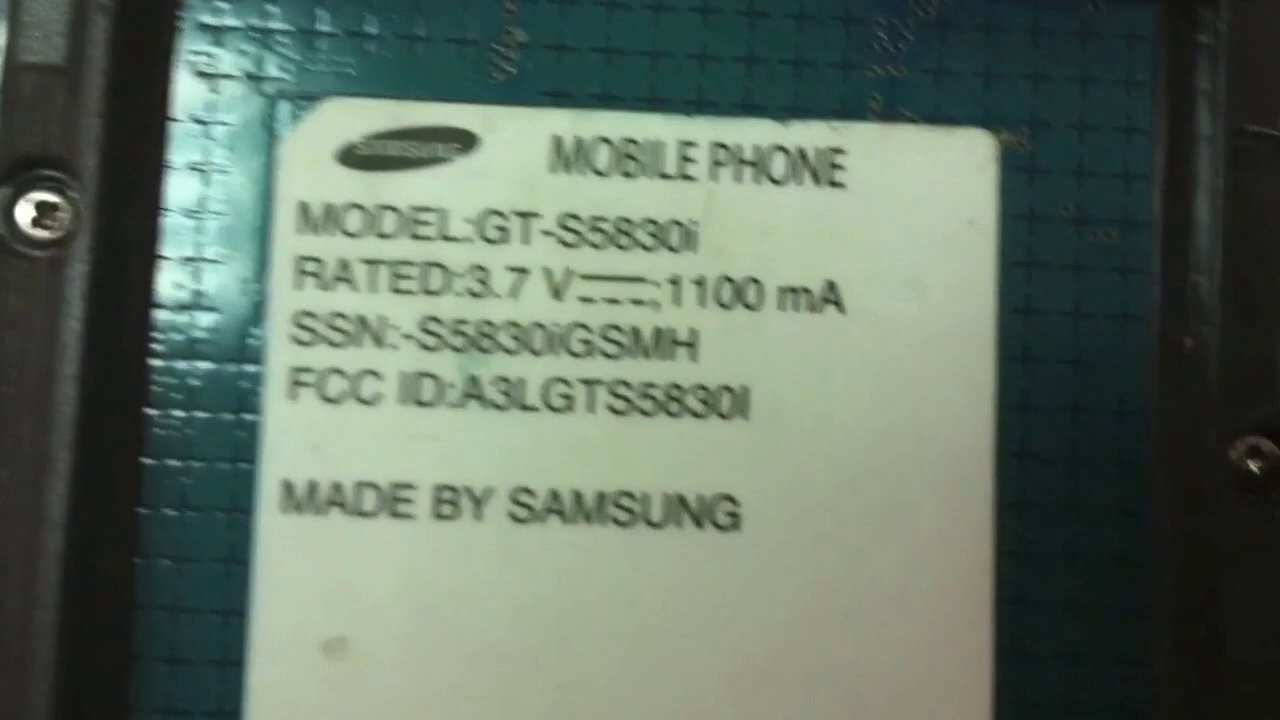 SAMSUNG MOBILE PHONE
MODEL:GT-S5830i
RATED:3.7 V⎓;1100 mA
SSN:-S5830iGSMH
FCC ID:A3LGTS5830I
MADE BY SAMSUNG